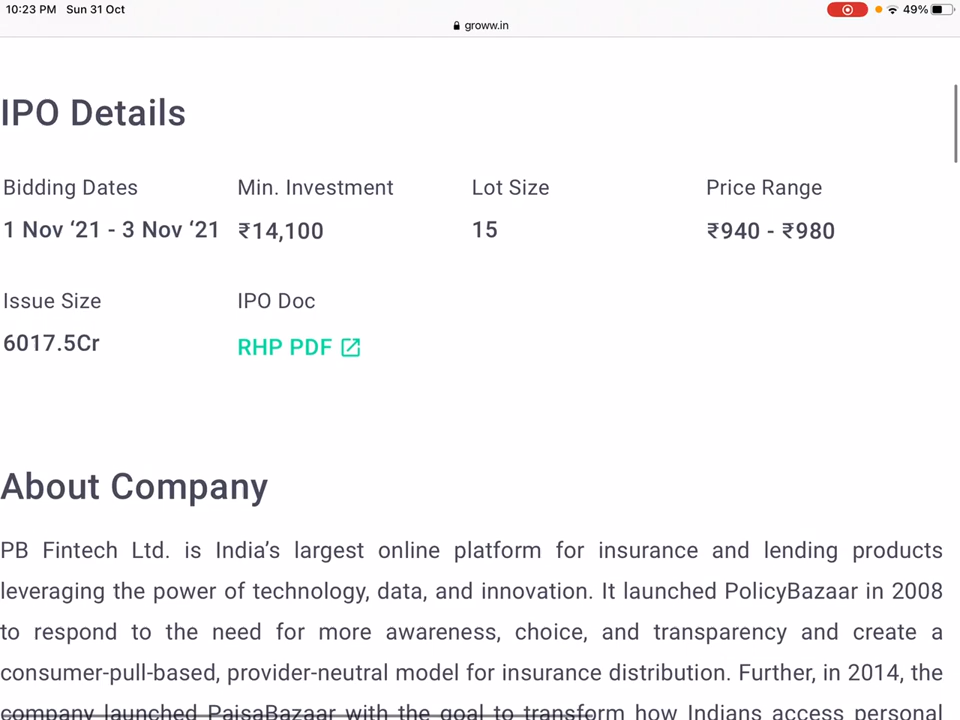 10:23 PM Sun 31 Oct 49%
groww.in
IPO Details
Bidding Dates Min. Investment Lot Size Price Range
1 Nov ‘21 - 3 Nov ‘21 ₹14,100 15 ₹940 - ₹980
Issue Size IPO Doc
6017.5Cr RHP PDF
About Company
PB Fintech Ltd. is India’s largest online platform for insurance and lending products
leveraging the power of technology, data, and innovation. It launched PolicyBazaar in 2008
to respond to the need for more awareness, choice, and transparency and create a
consumer-pull-based, provider-neutral model for insurance distribution. Further, in 2014, the
company launched PaisaBazaar with the goal to transform how Indians access personal